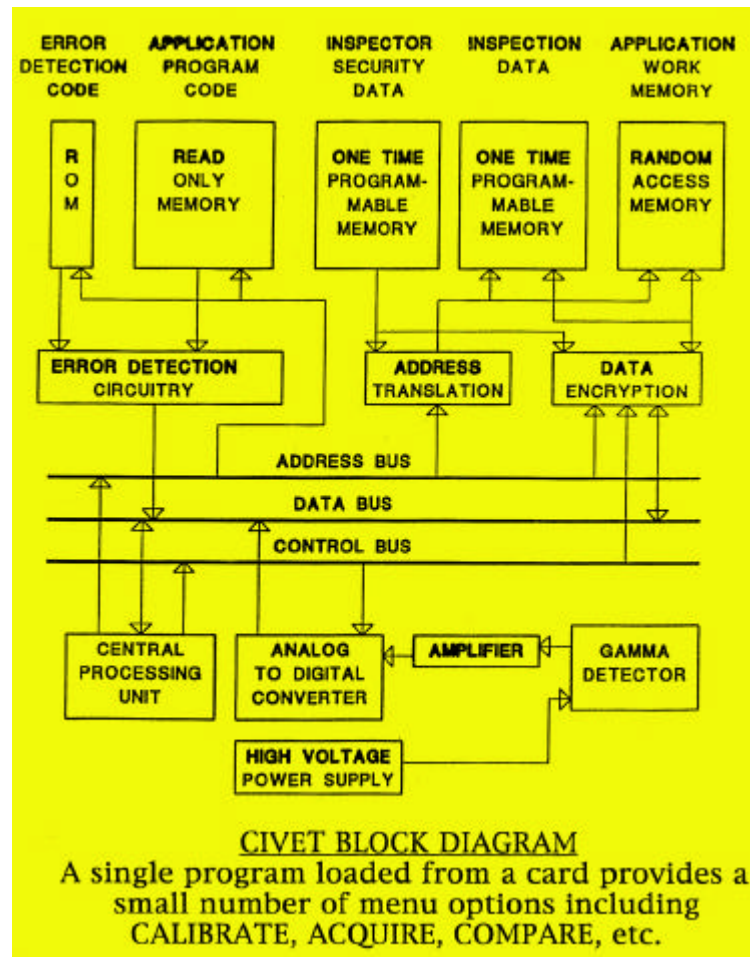 ERROR
DETECTION
CODE
APPLICATION
PROGRAM
CODE
INSPECTOR
SECURITY
DATA
INSPECTION
DATA
APPLICATION
WORK
MEMORY
R
O
M
READ
ONLY
MEMORY
ONE TIME
PROGRAM-
MABLE
MEMORY
ONE TIME
PROGRAM-
MABLE
MEMORY
RANDOM
ACCESS
MEMORY
ERROR DETECTION
CIRCUITRY
ADDRESS
TRANSLATION
DATA
ENCRYPTION
ADDRESS BUS
DATA BUS
CONTROL BUS
CENTRAL
PROCESSING
UNIT
ANALOG
TO DIGITAL
CONVERTER
AMPLIFIER
GAMMA
DETECTOR
HIGH VOLTAGE
POWER SUPPLY
CIVET BLOCK DIAGRAM
A single program loaded from a card provides a
small number of menu options including
CALIBRATE, ACQUIRE, COMPARE, etc.